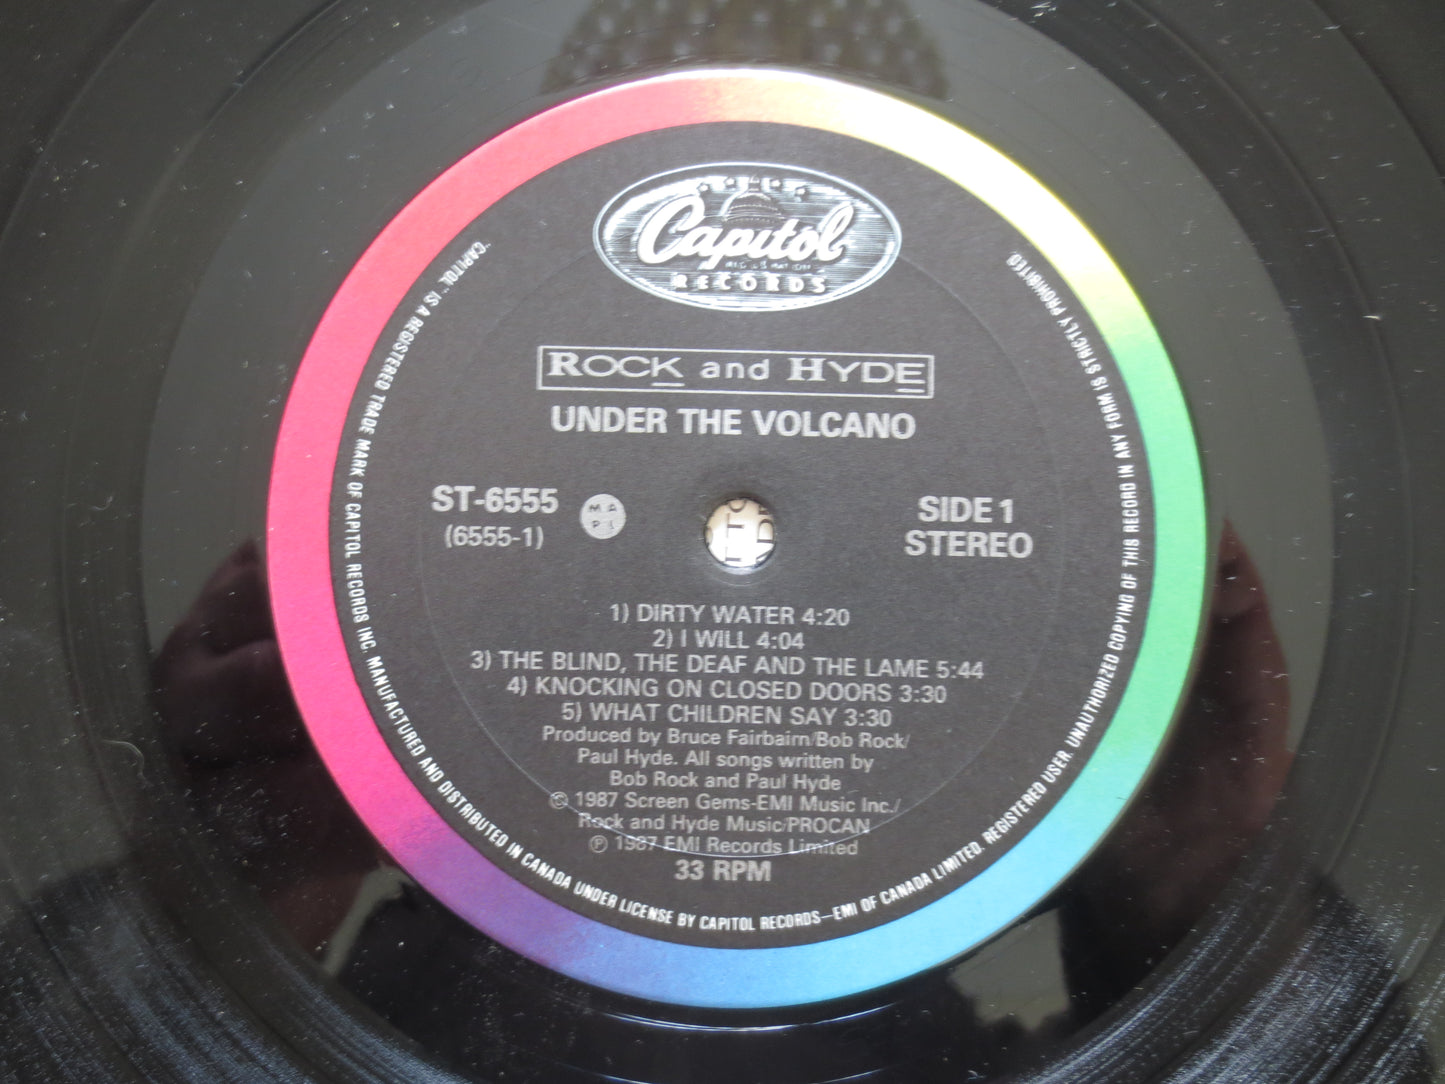 Capitol
RECORDS
ROCK and HYDE
UNDER THE VOLCANO
ST-6555
(6555-1)
M A
P L
SIDE 1
STEREO
1) DIRTY WATER 4:20
2) I WILL 4:04
3) THE BLIND, THE DEAF AND THE LAME 5:44
4) KNOCKING ON CLOSED DOORS 3:30
5) WHAT CHILDREN SAY 3:30
Produced by Bruce Fairbairn/Bob Rock/
Paul Hyde. All songs written by
Bob Rock and Paul Hyde
© 1987 Screen Gems-EMI Music Inc./
Rock and Hyde Music/PROCAN
℗ 1987 EMI Records Limited
33 RPM
"CAPITOL" IS A REGISTERED TRADE MARK OF CAPITOL RECORDS INC. MANUFACTURED AND DISTRIBUTED IN CANADA UNDER LICENSE BY CAPITOL RECORDS—EMI OF CANADA LIMITED. REGISTERED USER. UNAUTHORIZED COPYING OF THIS RECORD IN ANY FORM IS STRICTLY PROHIBITED